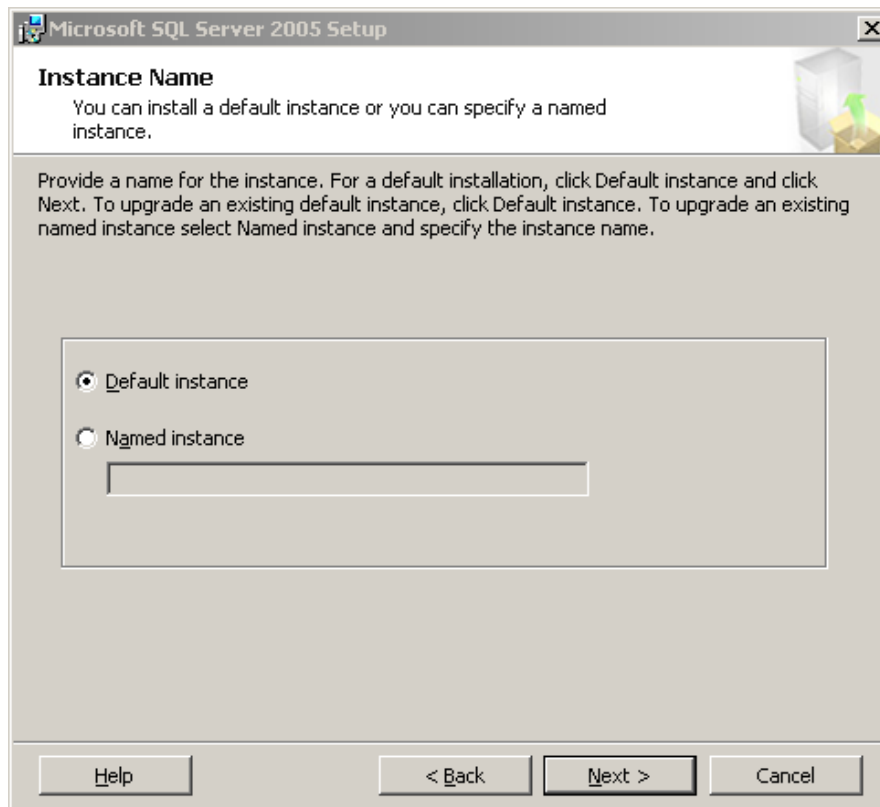 Microsoft SQL Server 2005 Setup
Instance Name
You can install a default instance or you can specify a named
instance.
Provide a name for the instance. For a default installation, click Default instance and click
Next. To upgrade an existing default instance, click Default instance. To upgrade an existing
named instance select Named instance and specify the instance name.
Default instance
Named instance
Help
< Back
Next >
Cancel